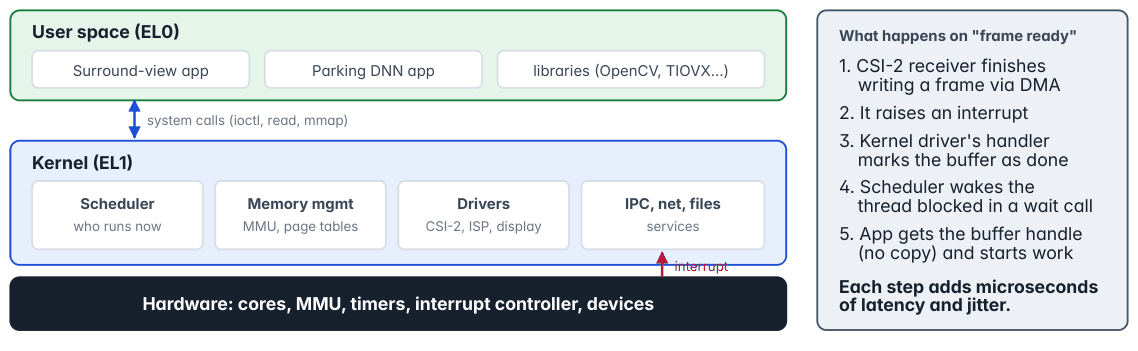 User space (EL0)
Surround-view app
Parking DNN app
libraries (OpenCV, TIOVX...)
system calls (ioctl, read, mmap)
Kernel (EL1)
Scheduler
who runs now
Memory mgmt
MMU, page tables
Drivers
CSI-2, ISP, display
IPC, net, files
services
interrupt
Hardware: cores, MMU, timers, interrupt controller, devices
What happens on "frame ready"
1. CSI-2 receiver finishes
writing a frame via DMA
2. It raises an interrupt
3. Kernel driver's handler
marks the buffer as done
4. Scheduler wakes the
thread blocked in a wait call
5. App gets the buffer handle
(no copy) and starts work
Each step adds microseconds
of latency and jitter.